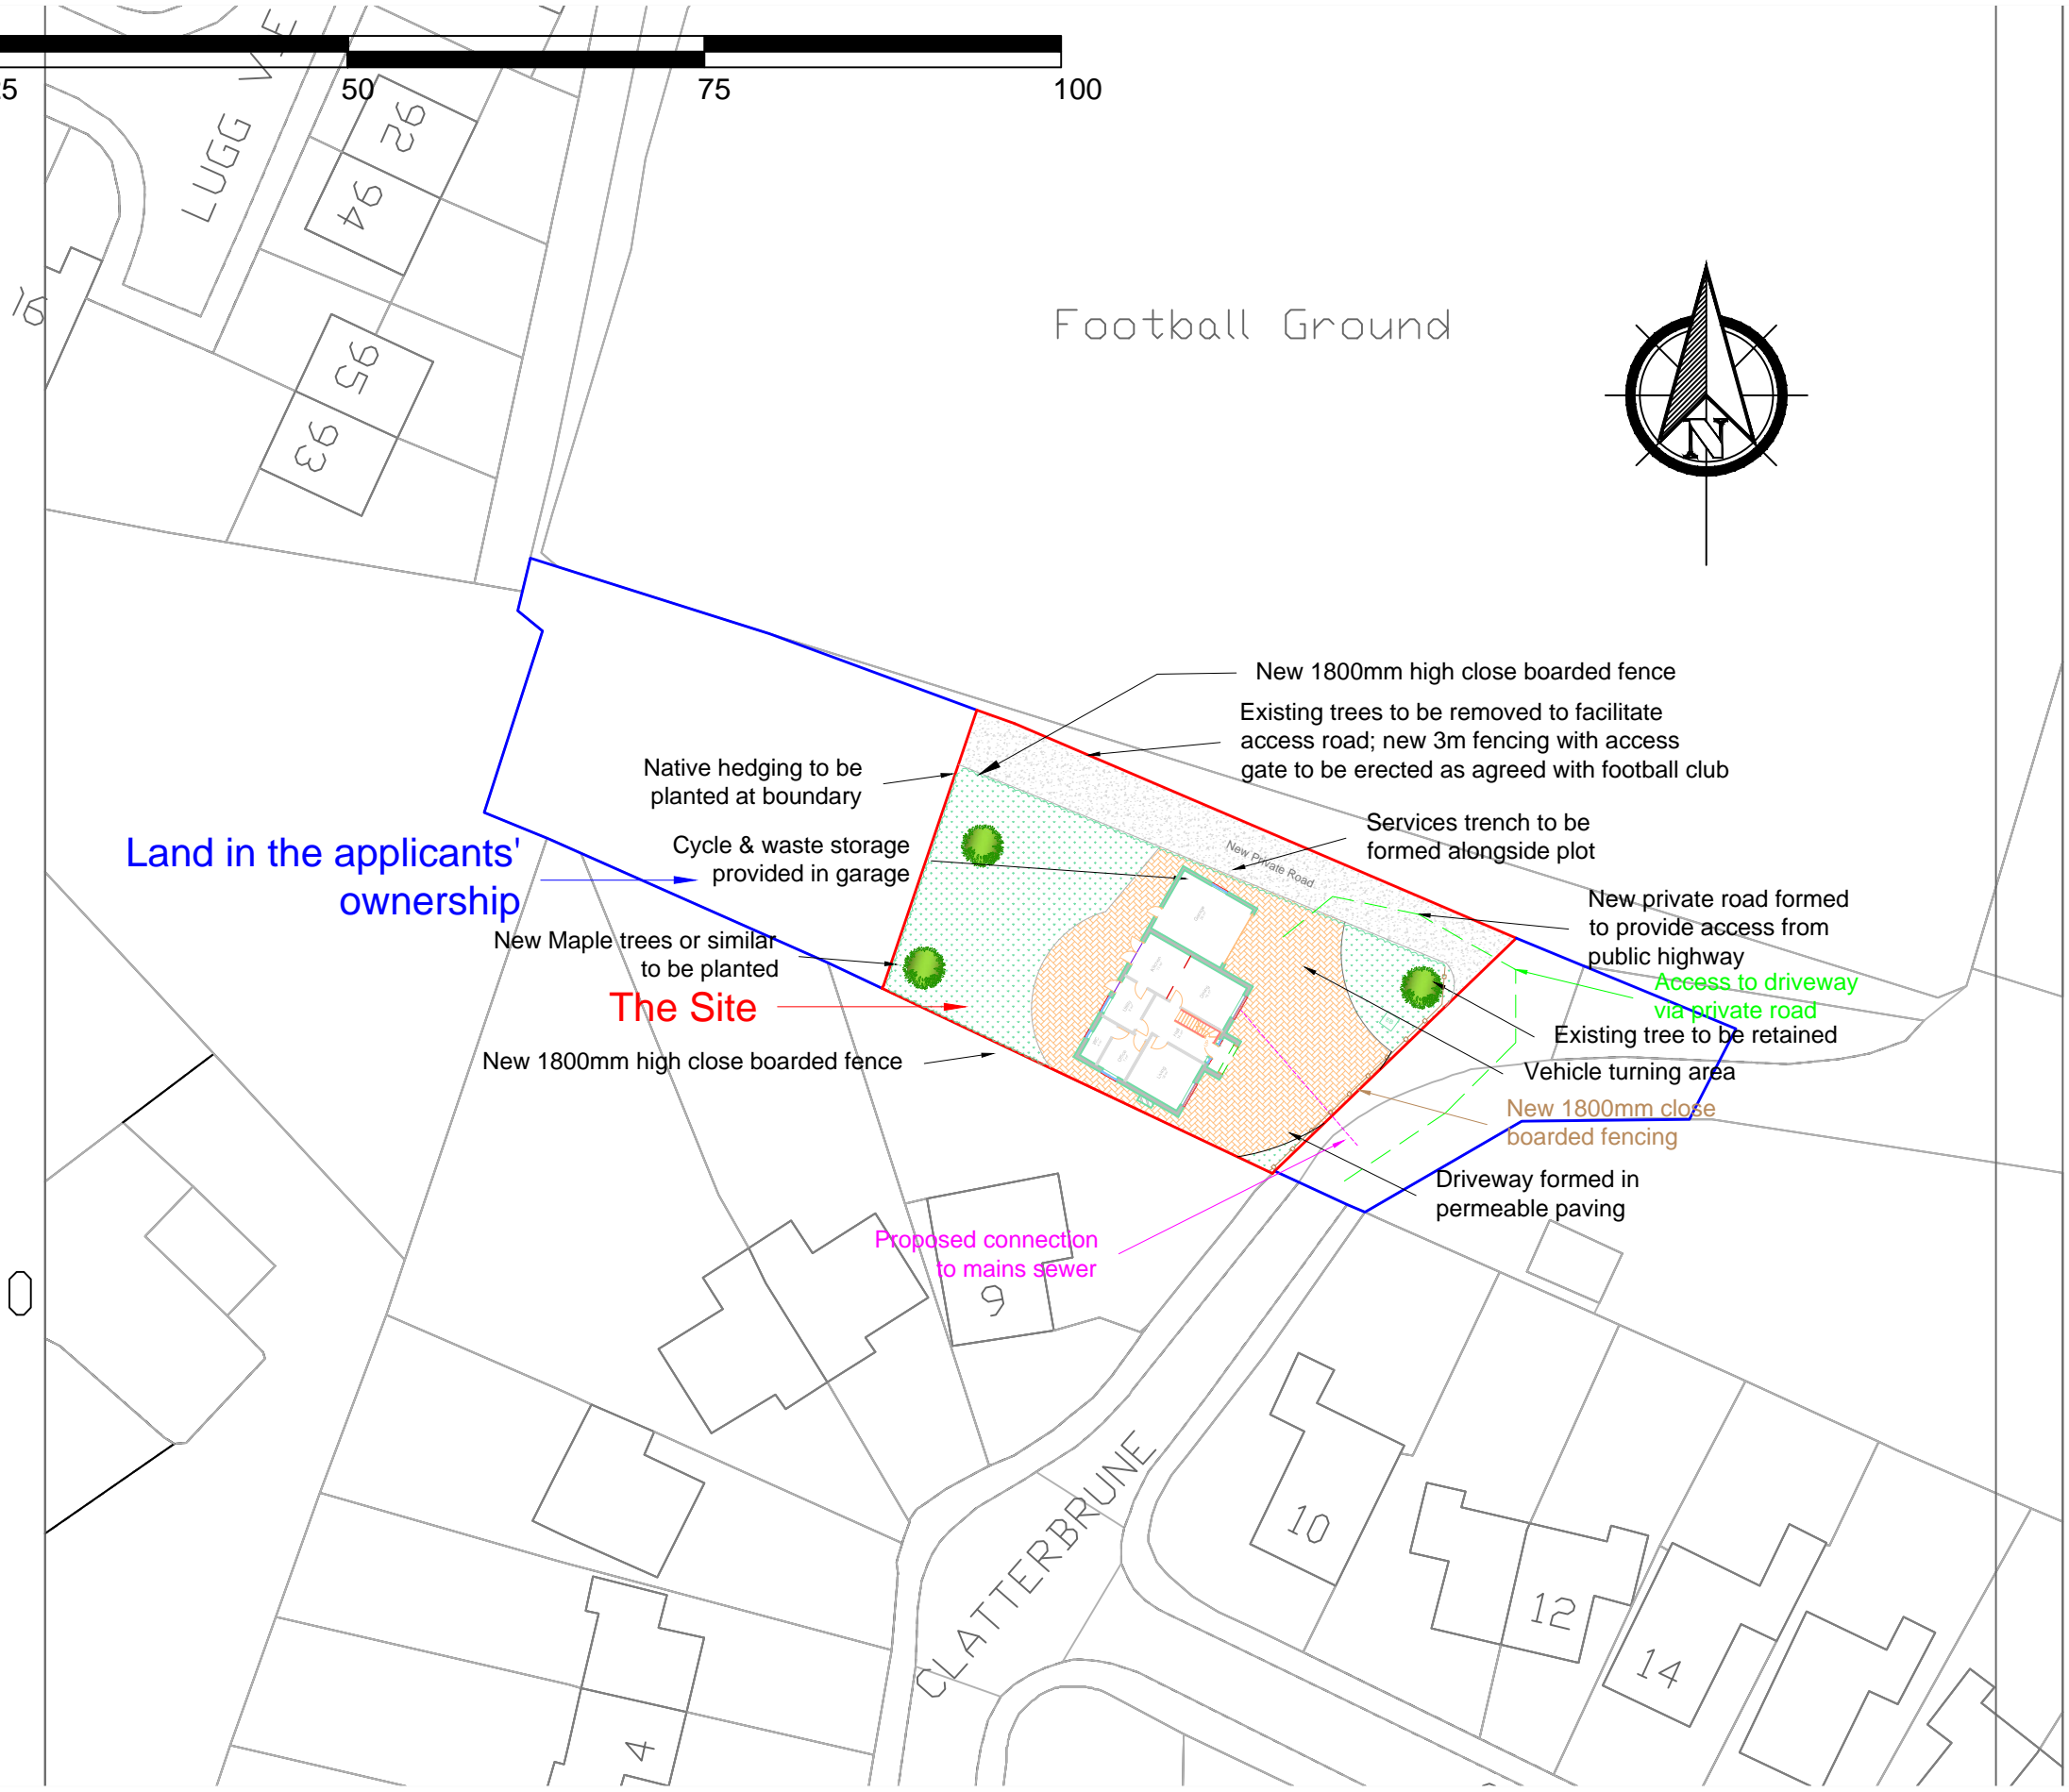 50
75
100
LUGG
92
94
95
93
Football Ground
N
New 1800mm high close boarded fence
Existing trees to be removed to facilitate
access road; new 3m fencing with access
gate to be erected as agreed with football club
Native hedging to be
planted at boundary
Services trench to be
formed alongside plot
Cycle & waste storage
provided in garage
Land in the applicants'
ownership
New Private Road
New private road formed
to provide access from
public highway
New Maple trees or similar
to be planted
Access to driveway
via private road
The Site
Existing tree to be retained
New 1800mm high close boarded fence
Vehicle turning area
New 1800mm close
boarded fencing
Driveway formed in
permeable paving
Proposed connection
to mains sewer
9
CLATTERBRUNE
10
12
14
4